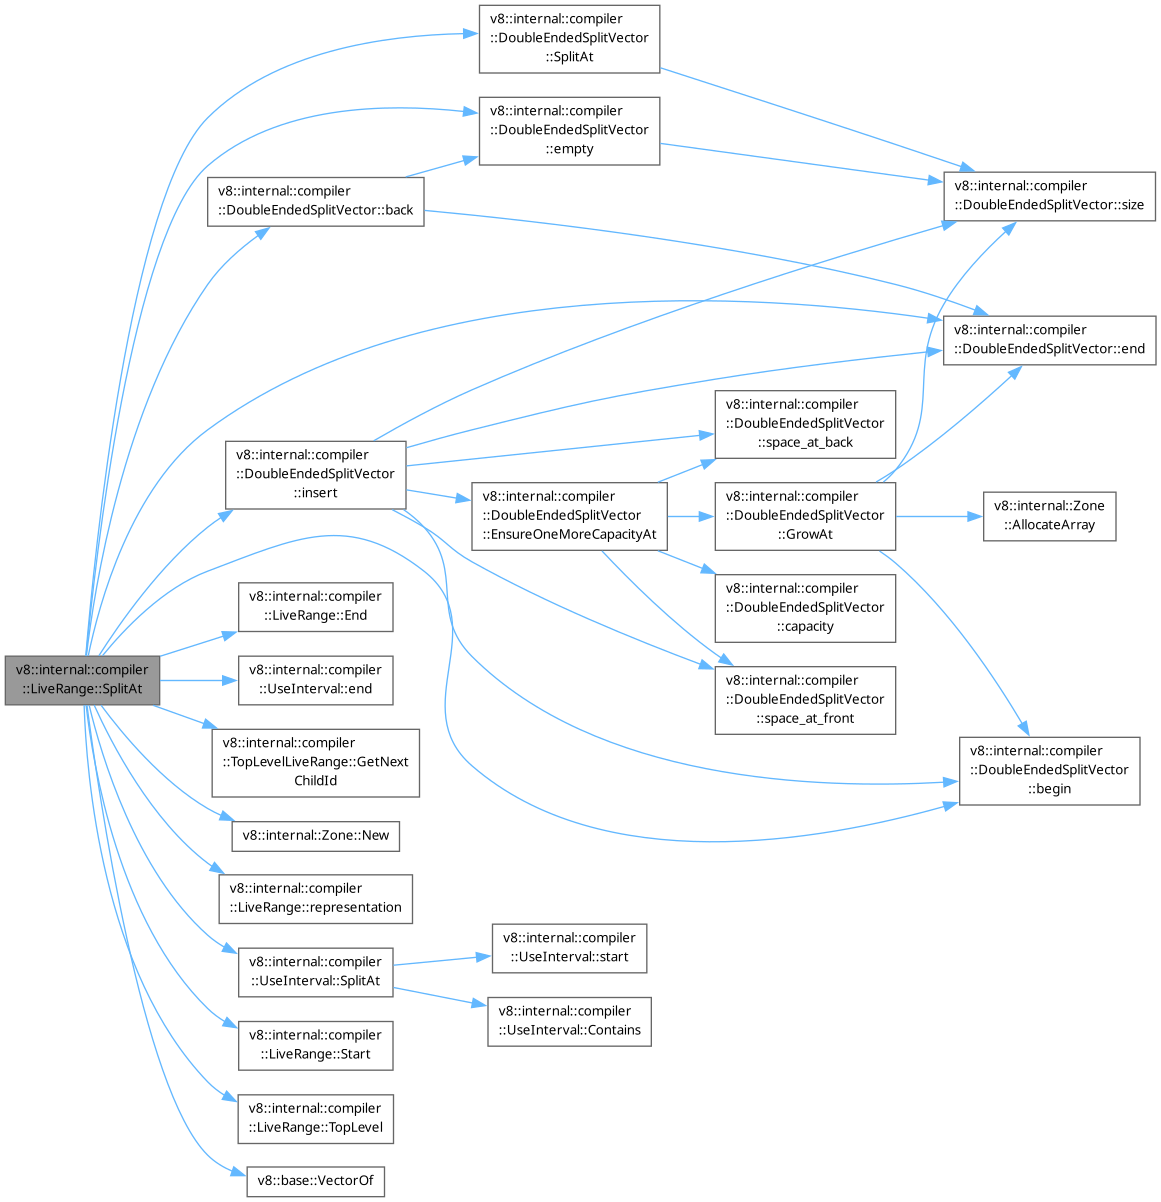 v8::internal::compiler
::DoubleEndedSplitVector
::SplitAt
v8::internal::compiler
::DoubleEndedSplitVector
::empty
v8::internal::compiler
::DoubleEndedSplitVector::back
v8::internal::compiler
::DoubleEndedSplitVector::size
v8::internal::compiler
::DoubleEndedSplitVector::end
v8::internal::compiler
::DoubleEndedSplitVector
::space_at_back
v8::internal::compiler
::DoubleEndedSplitVector
::insert
v8::internal::compiler
::DoubleEndedSplitVector
::EnsureOneMoreCapacityAt
v8::internal::compiler
::DoubleEndedSplitVector
::GrowAt
v8::internal::Zone
::AllocateArray
v8::internal::compiler
::DoubleEndedSplitVector
::capacity
v8::internal::compiler
::LiveRange::End
v8::internal::compiler
::LiveRange::SplitAt
v8::internal::compiler
::UseInterval::end
v8::internal::compiler
::DoubleEndedSplitVector
::space_at_front
v8::internal::compiler
::TopLevelLiveRange::GetNext
ChildId
v8::internal::compiler
::DoubleEndedSplitVector
::begin
v8::internal::Zone::New
v8::internal::compiler
::LiveRange::representation
v8::internal::compiler
::UseInterval::SplitAt
v8::internal::compiler
::UseInterval::start
v8::internal::compiler
::UseInterval::Contains
v8::internal::compiler
::LiveRange::Start
v8::internal::compiler
::LiveRange::TopLevel
v8::base::VectorOf